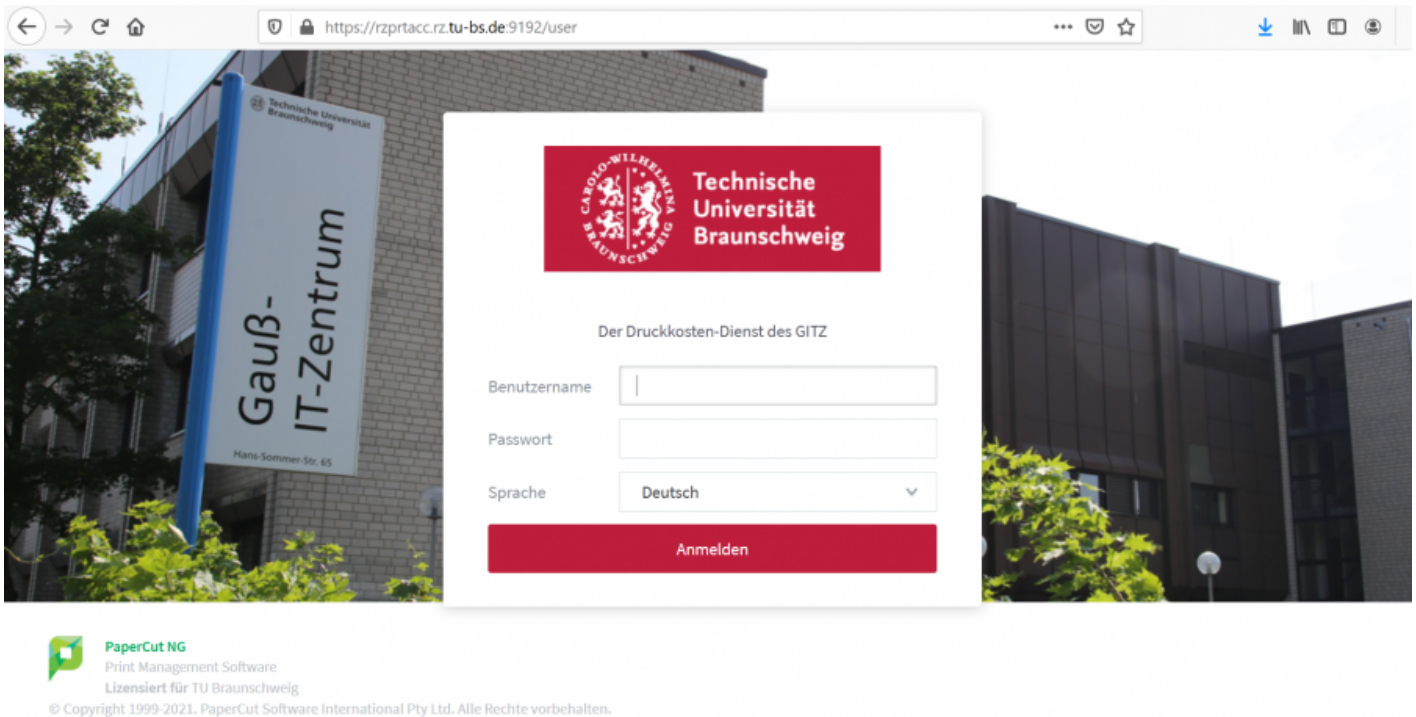 https://rzprtacc.rz.tu-bs.de:9192/user
Technische Universität
Braunschweig
Gauß-
IT-Zentrum
Hans-Sommer-Str. 65
CAROLO-WILHELMINA
BRAUNSCHWEIG
Technische
Universität
Braunschweig
Der Druckkosten-Dienst des GITZ
Benutzername
Passwort
Sprache
Deutsch
Anmelden
PaperCut NG
Print Management Software
Lizensiert für TU Braunschweig
© Copyright 1999-2021. PaperCut Software International Pty Ltd. Alle Rechte vorbehalten.